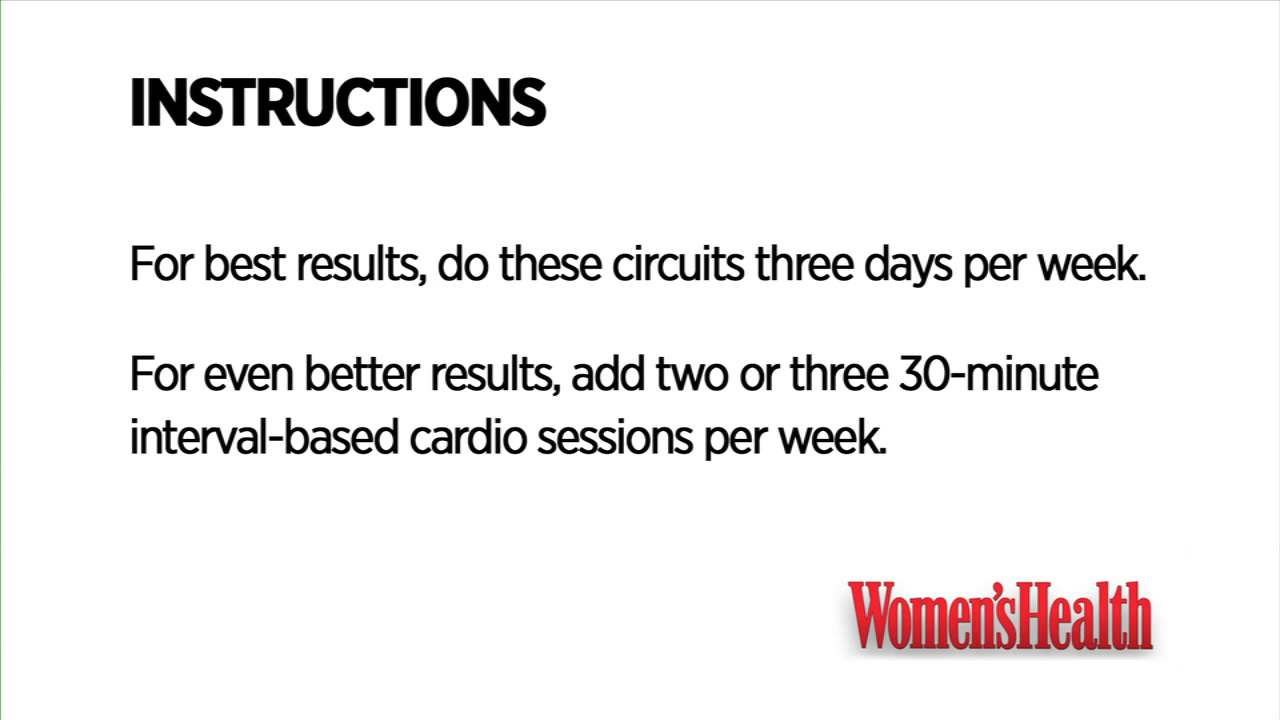 INSTRUCTIONS
For best results, do these circuits three days per week.
For even better results, add two or three 30-minute
interval-based cardio sessions per week.
Women'sHealth